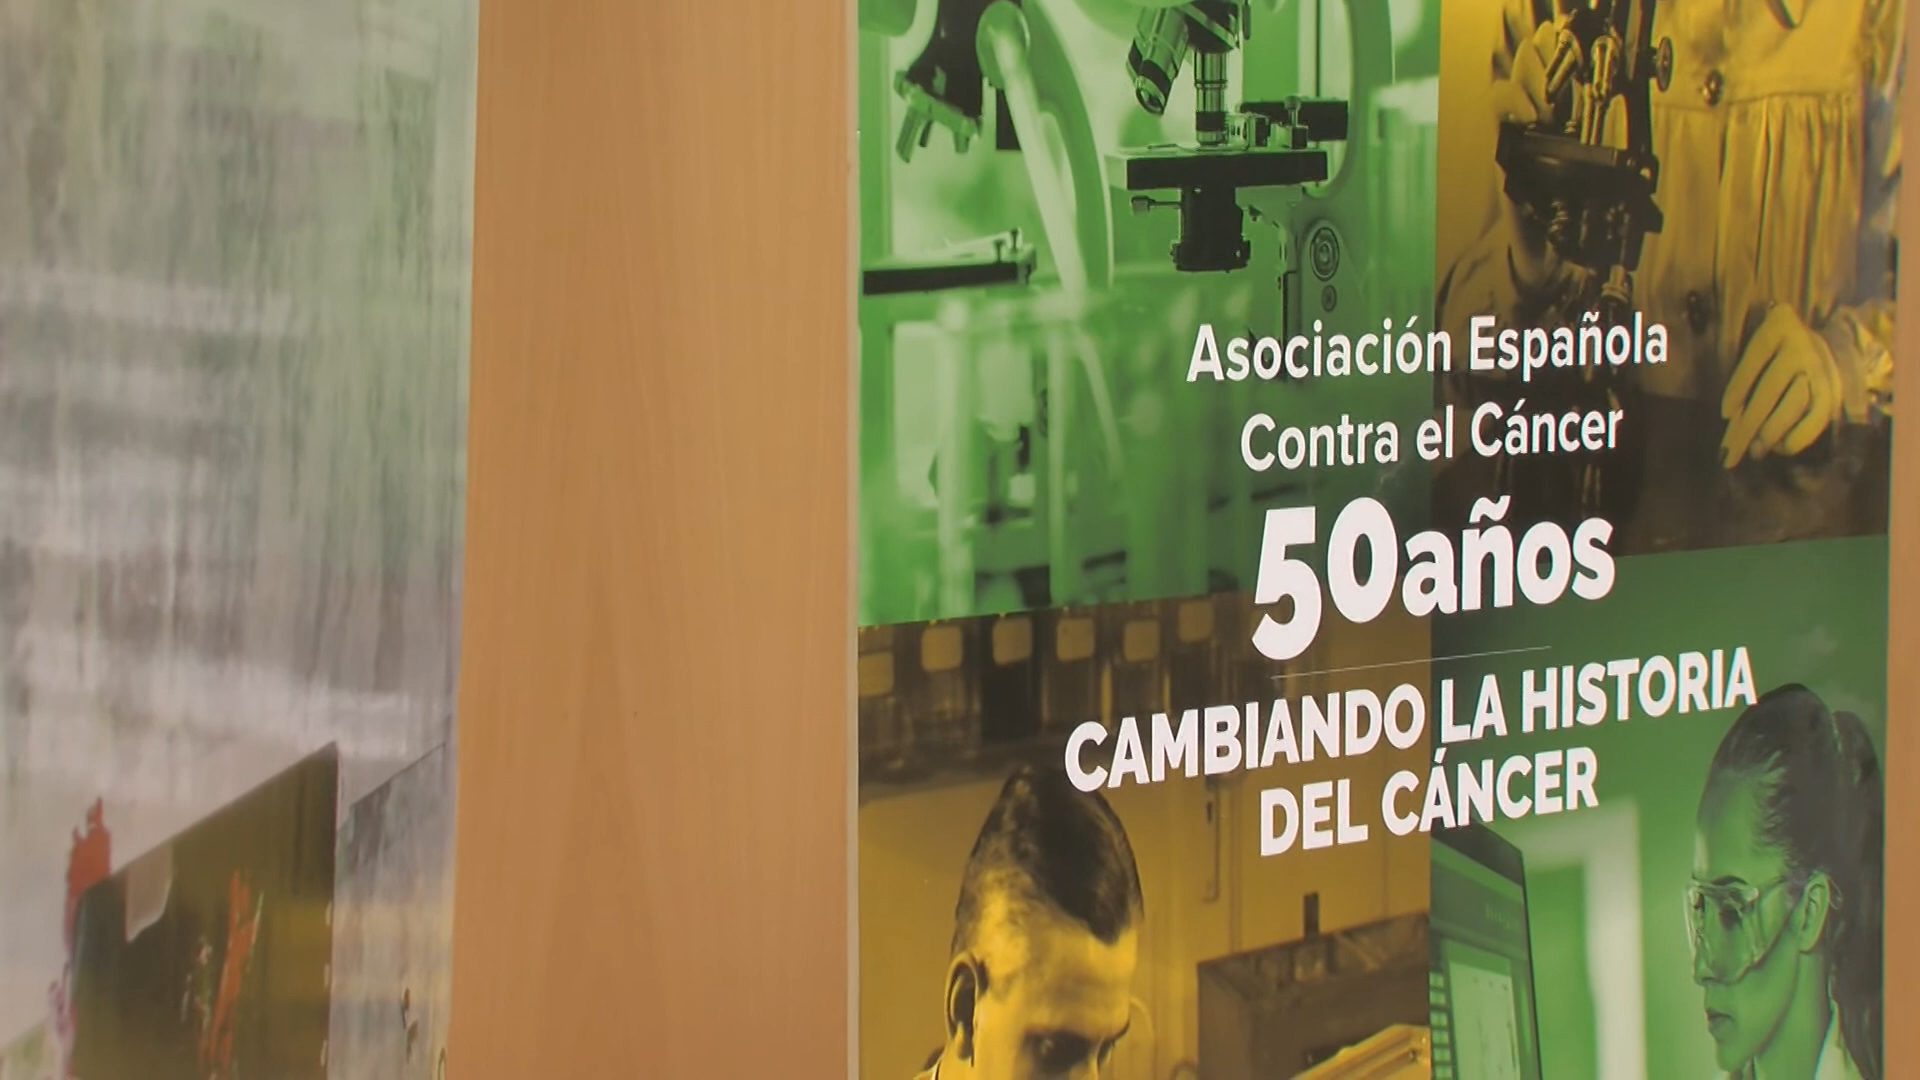 Asociación Española
Contra el Cáncer
50años
CAMBIANDO LA HISTORIA
DEL CÁNCER